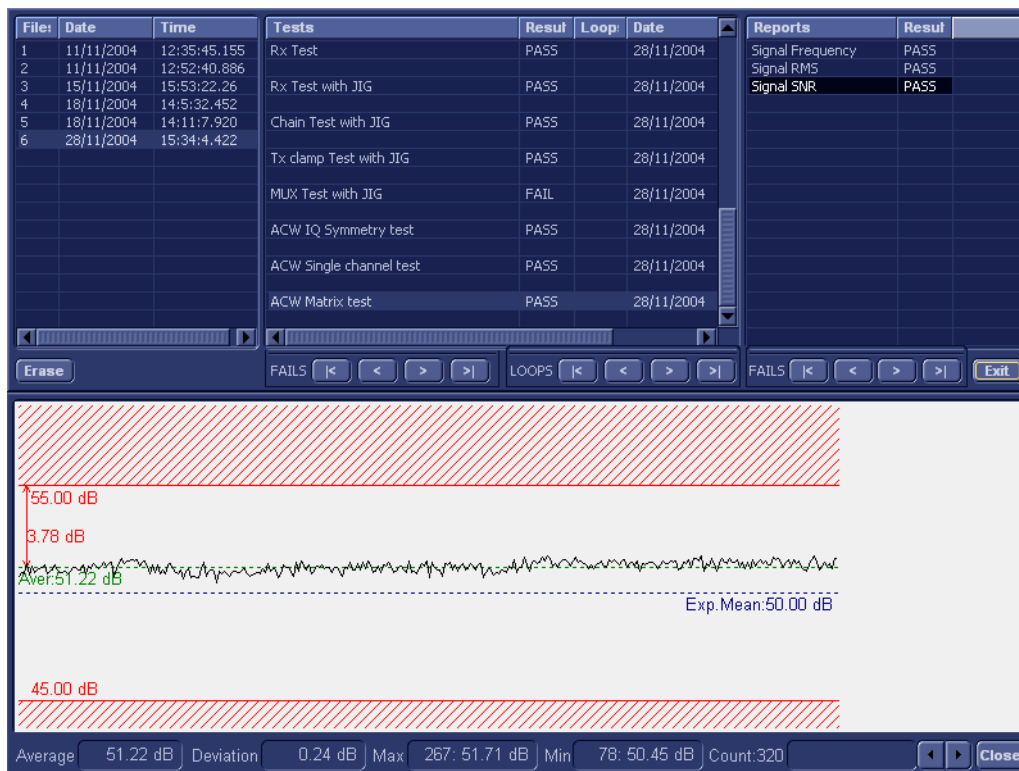 File: Date Time
1 11/11/2004 12:35:45.155
2 11/11/2004 12:52:40.886
3 15/11/2004 15:53:22.26
4 18/11/2004 14:5:32.452
5 18/11/2004 14:11:7.920
6 28/11/2004 15:34:4.422
Erase
Tests Resul Loop: Date
Rx Test PASS 28/11/2004
Rx Test with JIG PASS 28/11/2004
Chain Test with JIG PASS 28/11/2004
Tx clamp Test with JIG PASS 28/11/2004
MUX Test with JIG FAIL 28/11/2004
ACW IQ Symmetry test PASS 28/11/2004
ACW Single channel test PASS 28/11/2004
ACW Matrix test PASS 28/11/2004
FAILS |< < > >| LOOPS |< < > >|
Reports Resul
Signal Frequency PASS
Signal RMS PASS
Signal SNR PASS
FAILS |< < > >| Exit
55.00 dB
3.78 dB
Aver:51.22 dB
Exp.Mean:50.00 dB
45.00 dB
Average 51.22 dB Deviation 0.24 dB Max 267: 51.71 dB Min 78: 50.45 dB Count:320 Close